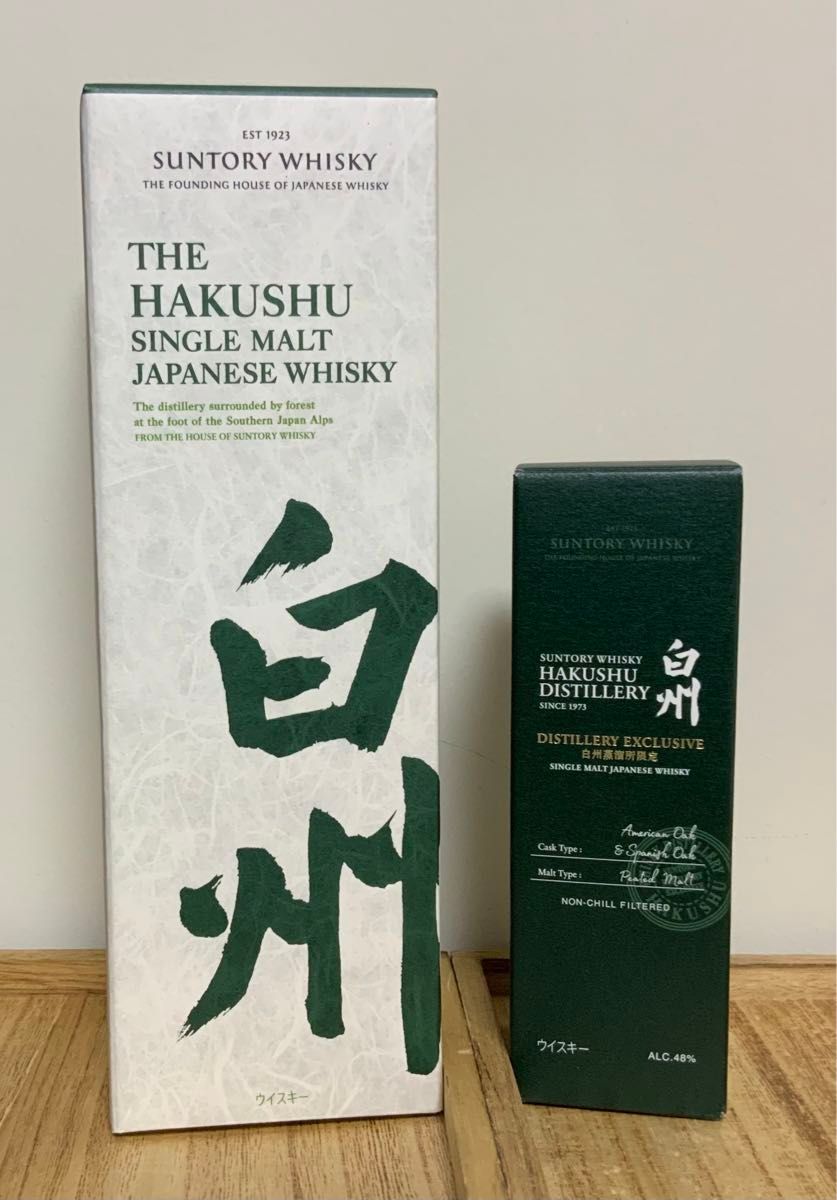 EST 1923
SUNTORY WHISKY
THE FOUNDING HOUSE OF JAPANESE WHISKY
THE
HAKUSHU
SINGLE MALT
JAPANESE WHISKY
The distillery surrounded by forest
at the foot of the Southern Japan Alps
FROM THE HOUSE OF SUNTORY WHISKY
白州
ウイスキー
EST 1923
SUNTORY WHISKY
THE FOUNDING HOUSE OF JAPANESE WHISKY
SUNTORY WHISKY
HAKUSHU
DISTILLERY
SINCE 1973
白州
DISTILLERY EXCLUSIVE
白州蒸溜所限定
SINGLE MALT JAPANESE WHISKY
American Oak
Cask Type : & Spanish Oak
Malt Type : Peated Malt
NON-CHILL FILTERED
DISTILLERY
HAKUSHU
ウイスキー
ALC.48%